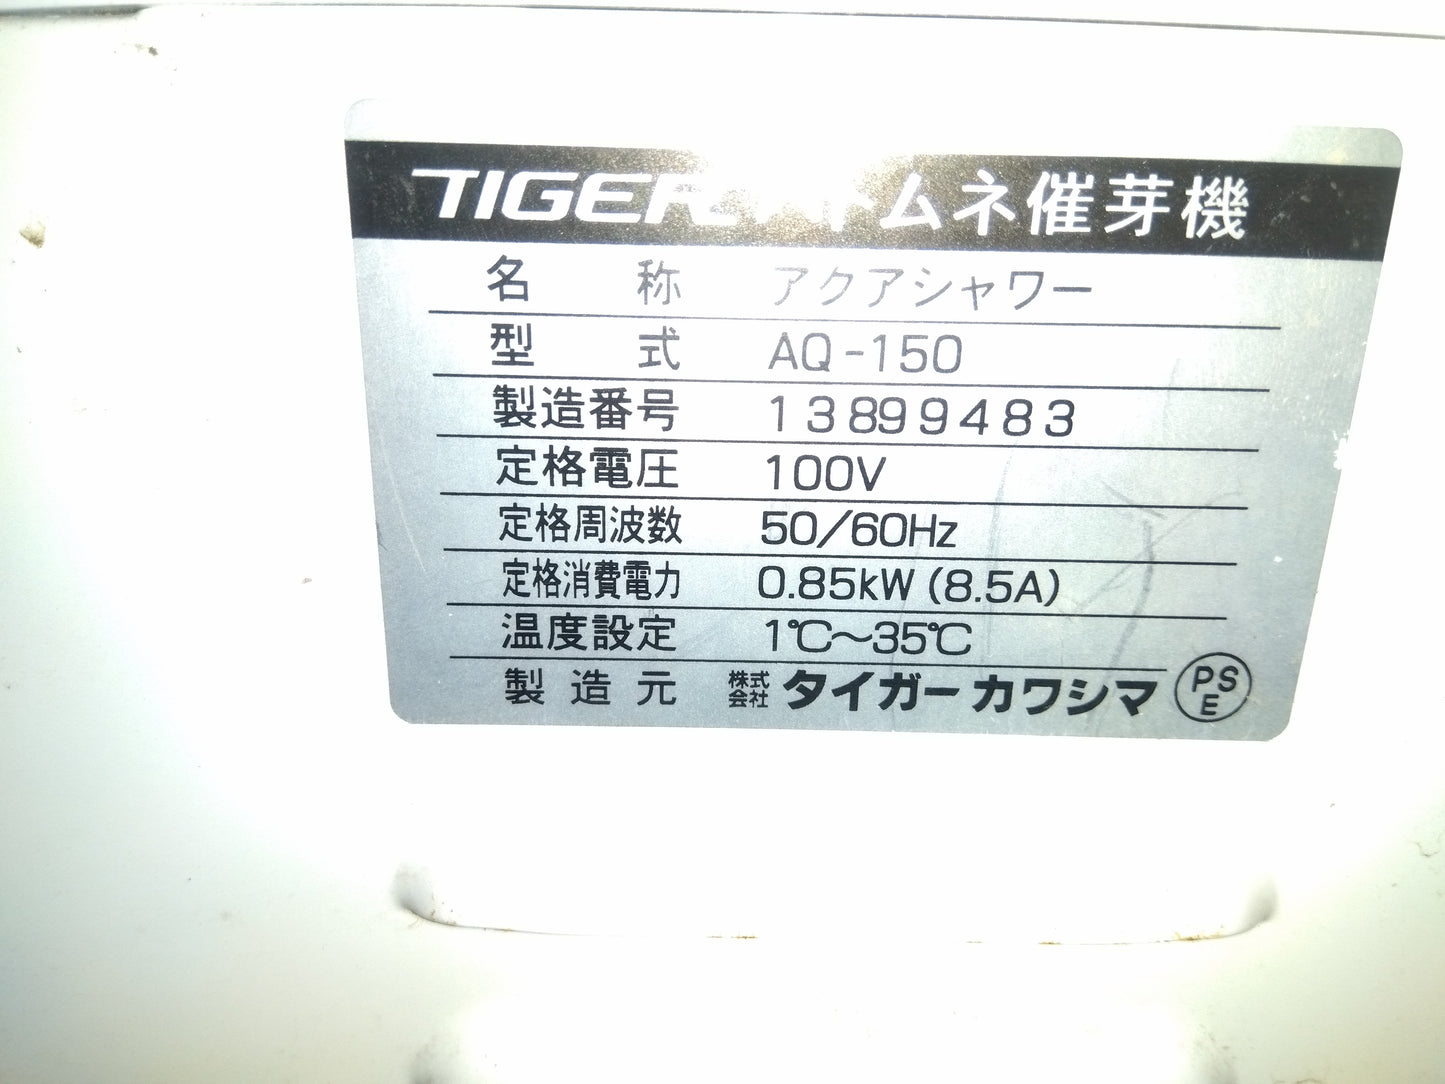 TIGER ハトムネ催芽機
名称 アクアシャワー
型式 AQ-150
製造番号 13899483
定格電圧 100V
定格周波数 50/60Hz
定格消費電力 0.85kW (8.5A)
温度設定 1℃～35℃
製造元 株式会社 タイガーカワシマ PSE